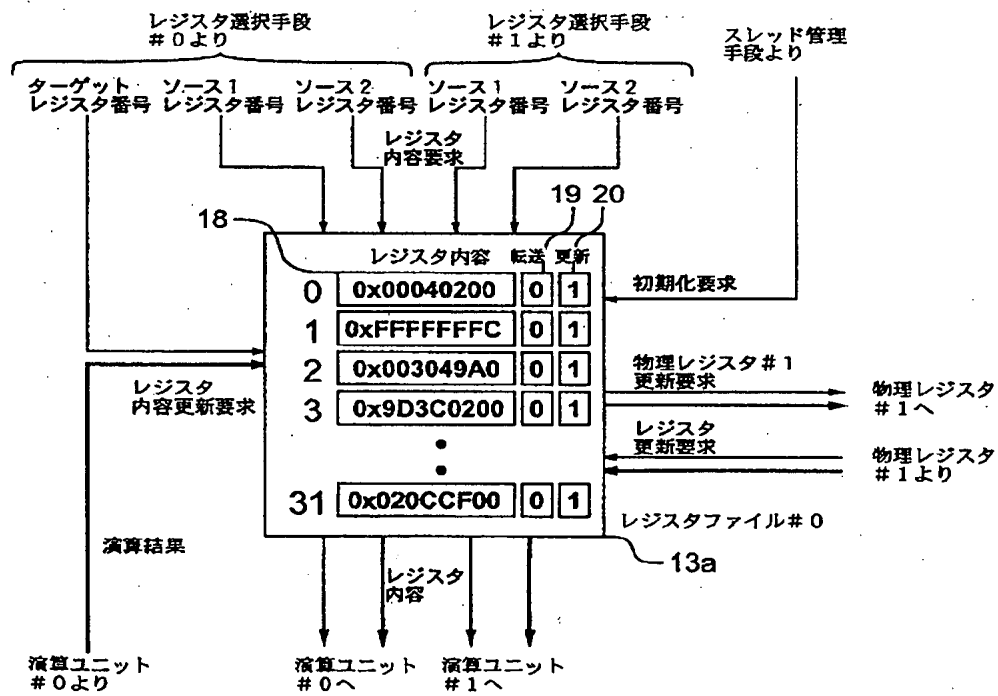 レジスタ選択手段
#0より
レジスタ選択手段
#1より
スレッド管理
手段より
ターゲット
レジスタ番号
ソース1
レジスタ番号
ソース2
レジスタ番号
ソース1
レジスタ番号
ソース2
レジスタ番号
レジスタ
内容要求
19 20
18
レジスタ内容 転送 更新
0 0x00040200 0 1
初期化要求
1 0xFFFFFFFC 0 1
2 0x003049A0 0 1
3 0x9D3C0200 0 1
31 0x020CCF00 0 1
レジスタ
内容更新要求
物理レジスタ#1
更新要求
物理レジスタ
#1へ
レジスタ
更新要求
物理レジスタ
#1より
レジスタファイル#0
13a
演算結果
レジスタ
内容
演算ユニット
#0より
演算ユニット
#0へ
演算ユニット
#1へ